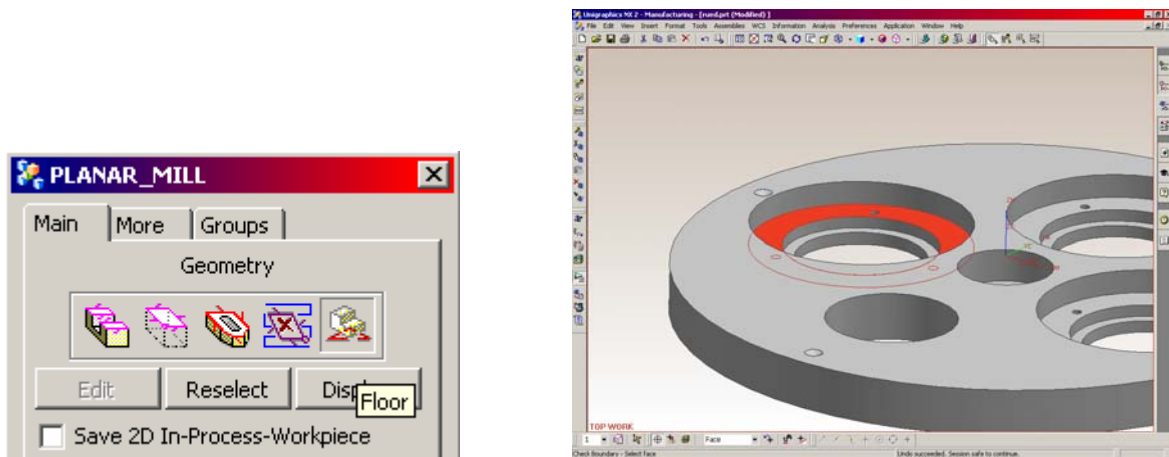 PLANAR_MILL
Main More Groups
Geometry
Edit Reselect
Floor
Save 2D In-Process-Workpiece
Unigraphics NX 2 - Manufacturing - [rued.prt (Modified) ]
File Edit View Insert Format Tools Assemblies WCS Information Analysis Preferences Application Window Help
TOP WORK
1 Face
Check Boundary - Select Face Undo succeeded. Session safe to continue.